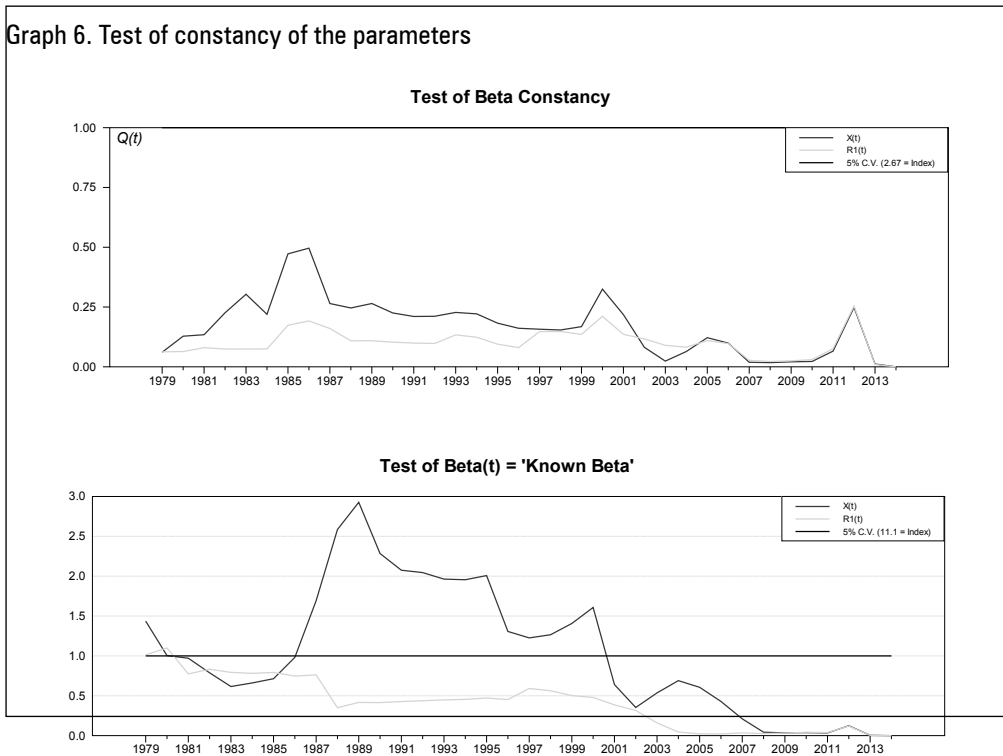 Graph 6. Test of constancy of the parameters
Test of Beta Constancy
Q(t)
X(t)
R1(t)
5% C.V. (2.67 = Index)
1.00
0.75
0.50
0.25
0.00
1979 1981 1983 1985 1987 1989 1991 1993 1995 1997 1999 2001 2003 2005 2007 2009 2011 2013
Test of Beta(t) = 'Known Beta'
X(t)
R1(t)
5% C.V. (11.1 = Index)
3.0
2.5
2.0
1.5
1.0
0.5
0.0
1979 1981 1983 1985 1987 1989 1991 1993 1995 1997 1999 2001 2003 2005 2007 2009 2011 2013